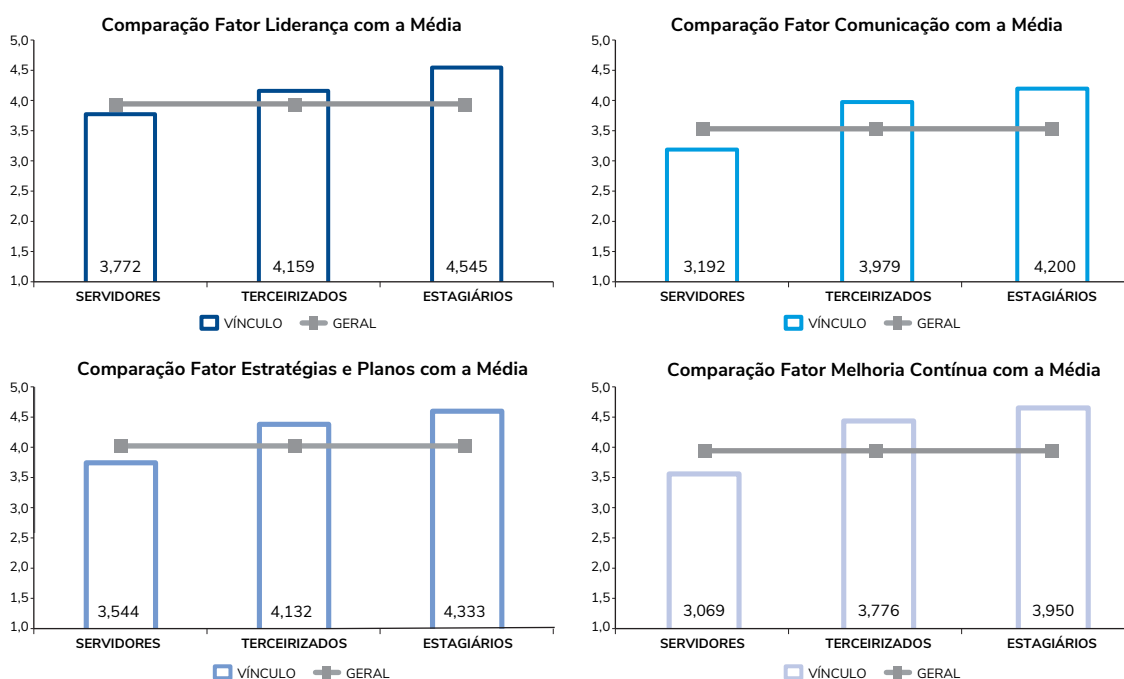 Comparação Fator Liderança com a Média
5,0
4,5
4,0
3,5
3,0
2,5
2,0
1,5
1,0
3,772
4,159
4,545
SERVIDORES
TERCEIRIZADOS
ESTAGIÁRIOS
VÍNCULO
GERAL
Comparação Fator Comunicação com a Média
5,0
4,5
4,0
3,5
3,0
2,5
2,0
1,5
1,0
3,192
3,979
4,200
SERVIDORES
TERCEIRIZADOS
ESTAGIÁRIOS
VÍNCULO
GERAL
Comparação Fator Estratégias e Planos com a Média
5,0
4,5
4,0
3,5
3,0
2,5
2,0
1,5
1,0
3,544
4,132
4,333
SERVIDORES
TERCEIRIZADOS
ESTAGIÁRIOS
VÍNCULO
GERAL
Comparação Fator Melhoria Contínua com a Média
5,0
4,5
4,0
3,5
3,0
2,5
2,0
1,5
1,0
3,069
3,776
3,950
SERVIDORES
TERCEIRIZADOS
ESTAGIÁRIOS
VÍNCULO
GERAL